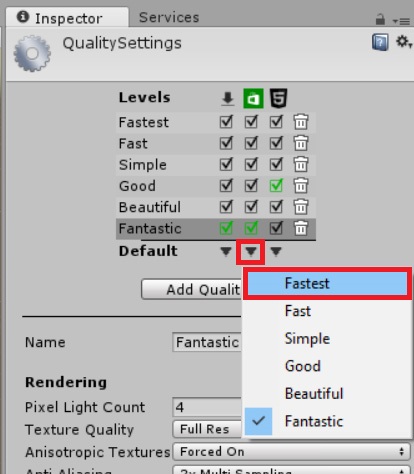 Inspector Services
QualitySettings
Levels
Fastest
Fast
Simple
Good
Beautiful
Fantastic
Default
Add Qualit
Fastest
Fast
Simple
Good
Beautiful
Fantastic
Name Fantastic
Rendering
Pixel Light Count 4
Texture Quality Full Res
Anisotropic Textures Forced On
Anti Aliasing 2x Multi Sampling